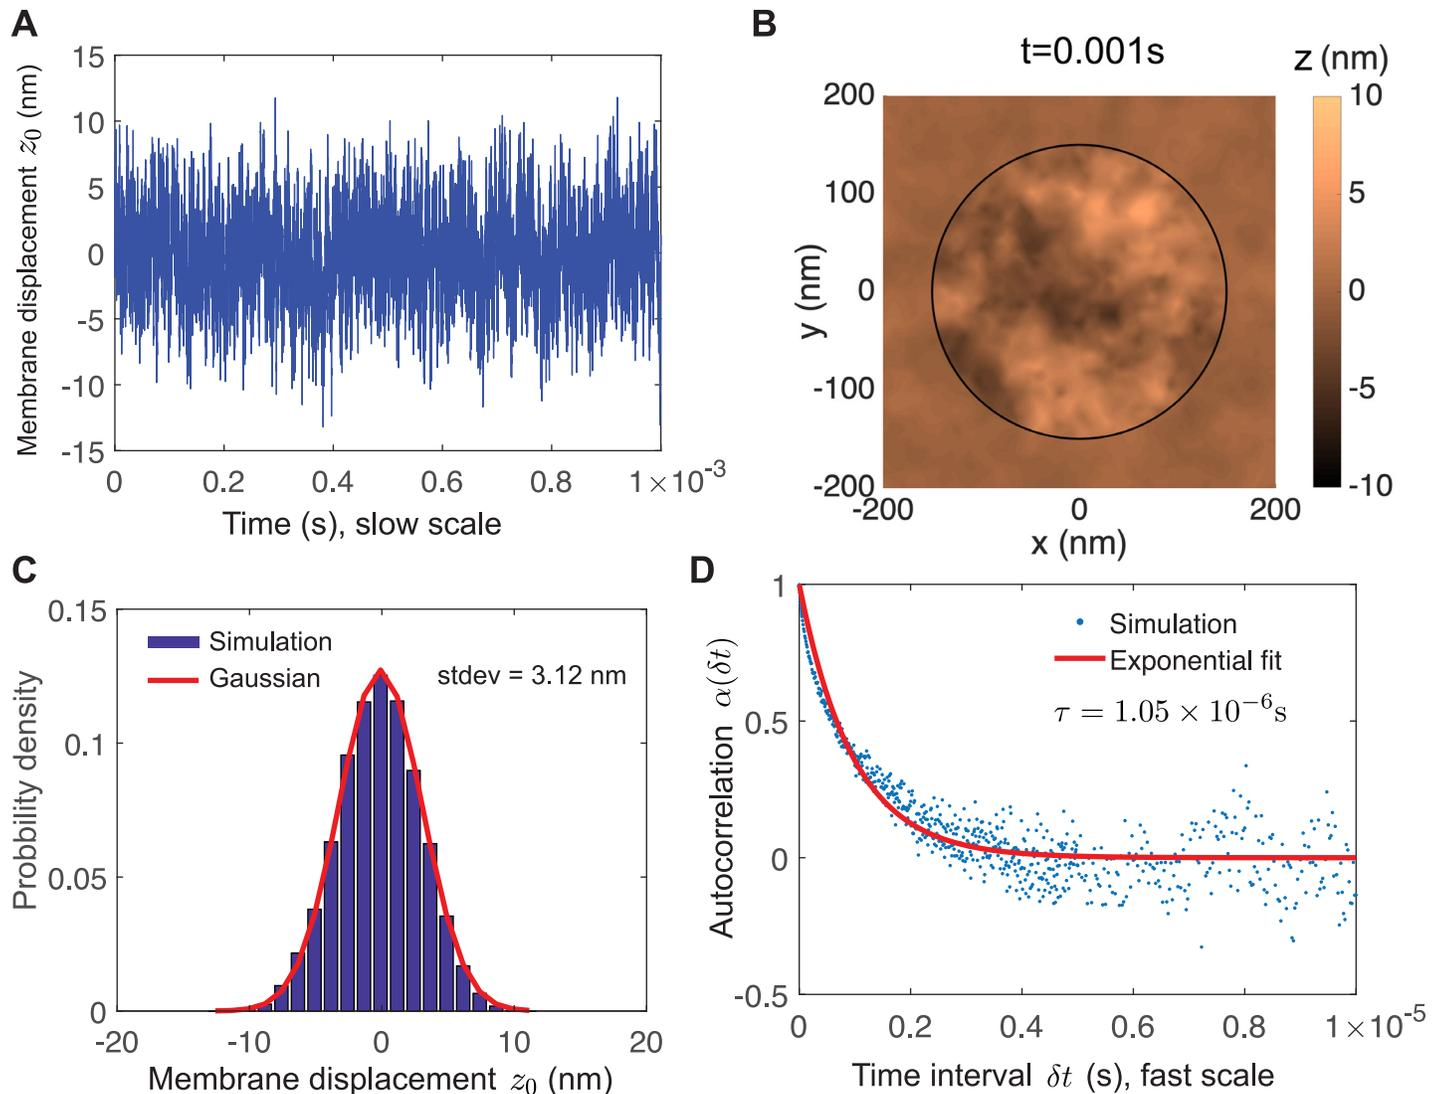 A
15
10
5
0
-5
-10
-15
Membrane displacement z₀ (nm)
0 0.2 0.4 0.6 0.8 1×10⁻³
Time (s), slow scale
B
t=0.001s
z (nm)
200
100
0
-100
-200
y (nm)
-200 0 200
x (nm)
10
5
0
-5
-10
C
0.15
0.1
0.05
0
Probbility density
Simulation
Gaussian
stdev = 3.12 nm
-20 -10 0 10 20
Membrane displacement z₀ (nm)
D
1
0.5
0
-0.5
Autocorrelation α(δt)
Simulation
Exponential fit
τ = 1.05 × 10⁻⁶s
0 0.2 0.4 0.6 0.8 1×10⁻⁵
Time interval δt (s), fast scale